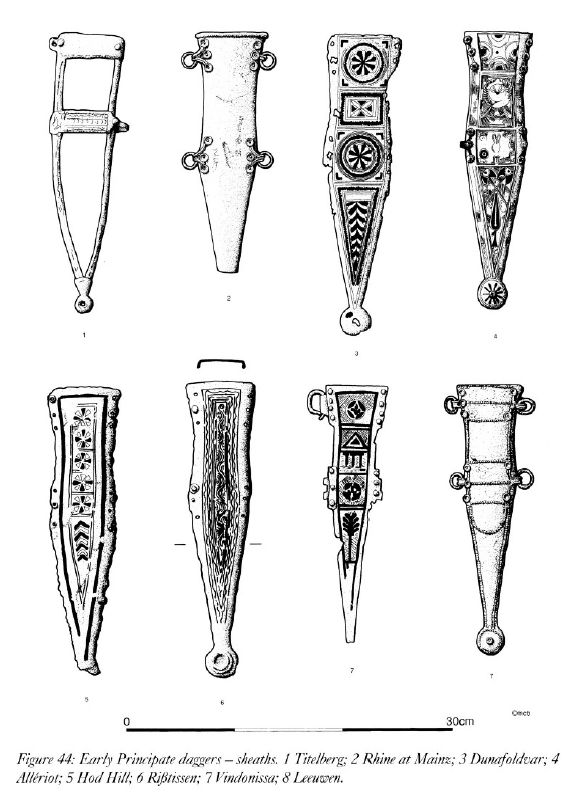 1
2
3
4
5
6
7
7
©mcb
0 30cm
Figure 44: Early Principate daggers – sheaths. 1 Titelberg; 2 Rhine at Mainz; 3 Dunafoldvar; 4
Allériot; 5 Hod Hill; 6 Rißtissen; 7 Vindonissa; 8 Leeuwen.